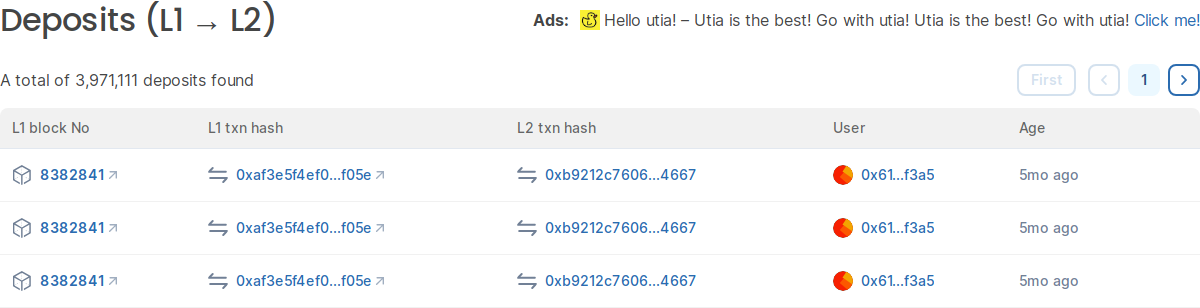 Deposits (L1 → L2)
Ads: Hello utia! – Utia is the best! Go with utia! Utia is the best! Go with utia! Click me!
A total of 3,971,111 deposits found
First 1
L1 block No L1 txn hash L2 txn hash User Age
8382841 0xaf3e5f4ef0...f05e 0xb9212c7606...4667 0x61...f3a5 5mo ago
8382841 0xaf3e5f4ef0...f05e 0xb9212c7606...4667 0x61...f3a5 5mo ago
8382841 0xaf3e5f4ef0...f05e 0xb9212c7606...4667 0x61...f3a5 5mo ago